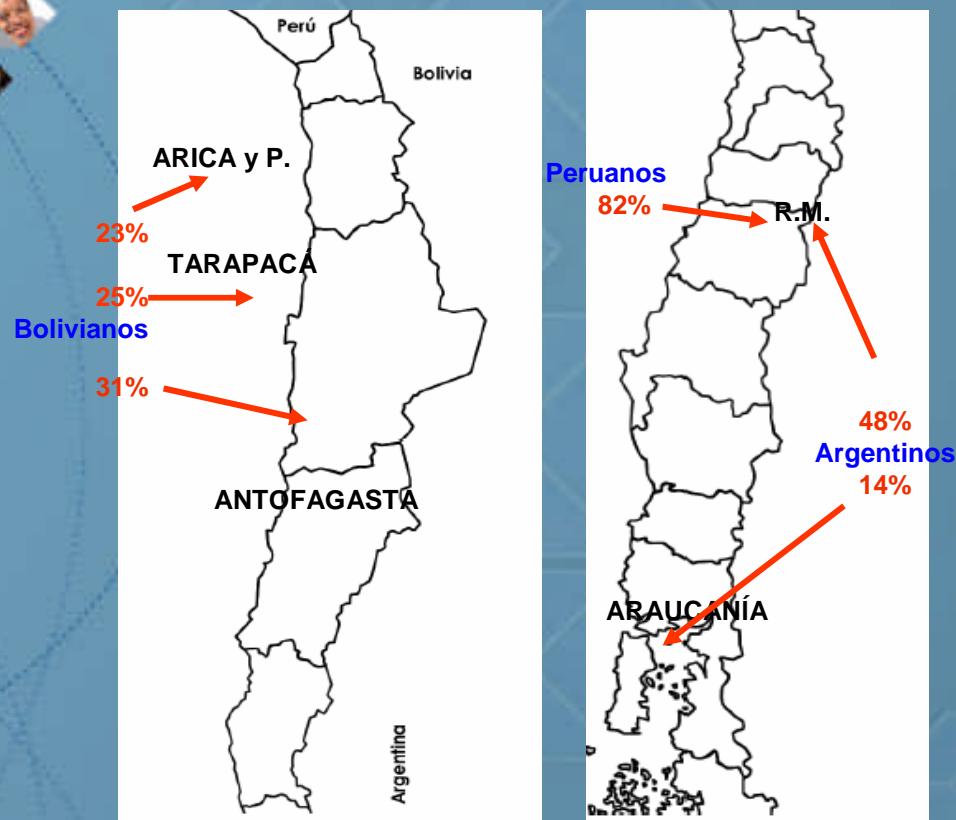 Perú
Bolivia
ARICA y P.
23%
TARAPACÁ
25%
Bolivianos
31%
ANTOFAGASTA
Argentina
Peruanos
82%
R.M.
48%
Argentinos
14%
ARAUCANÍA